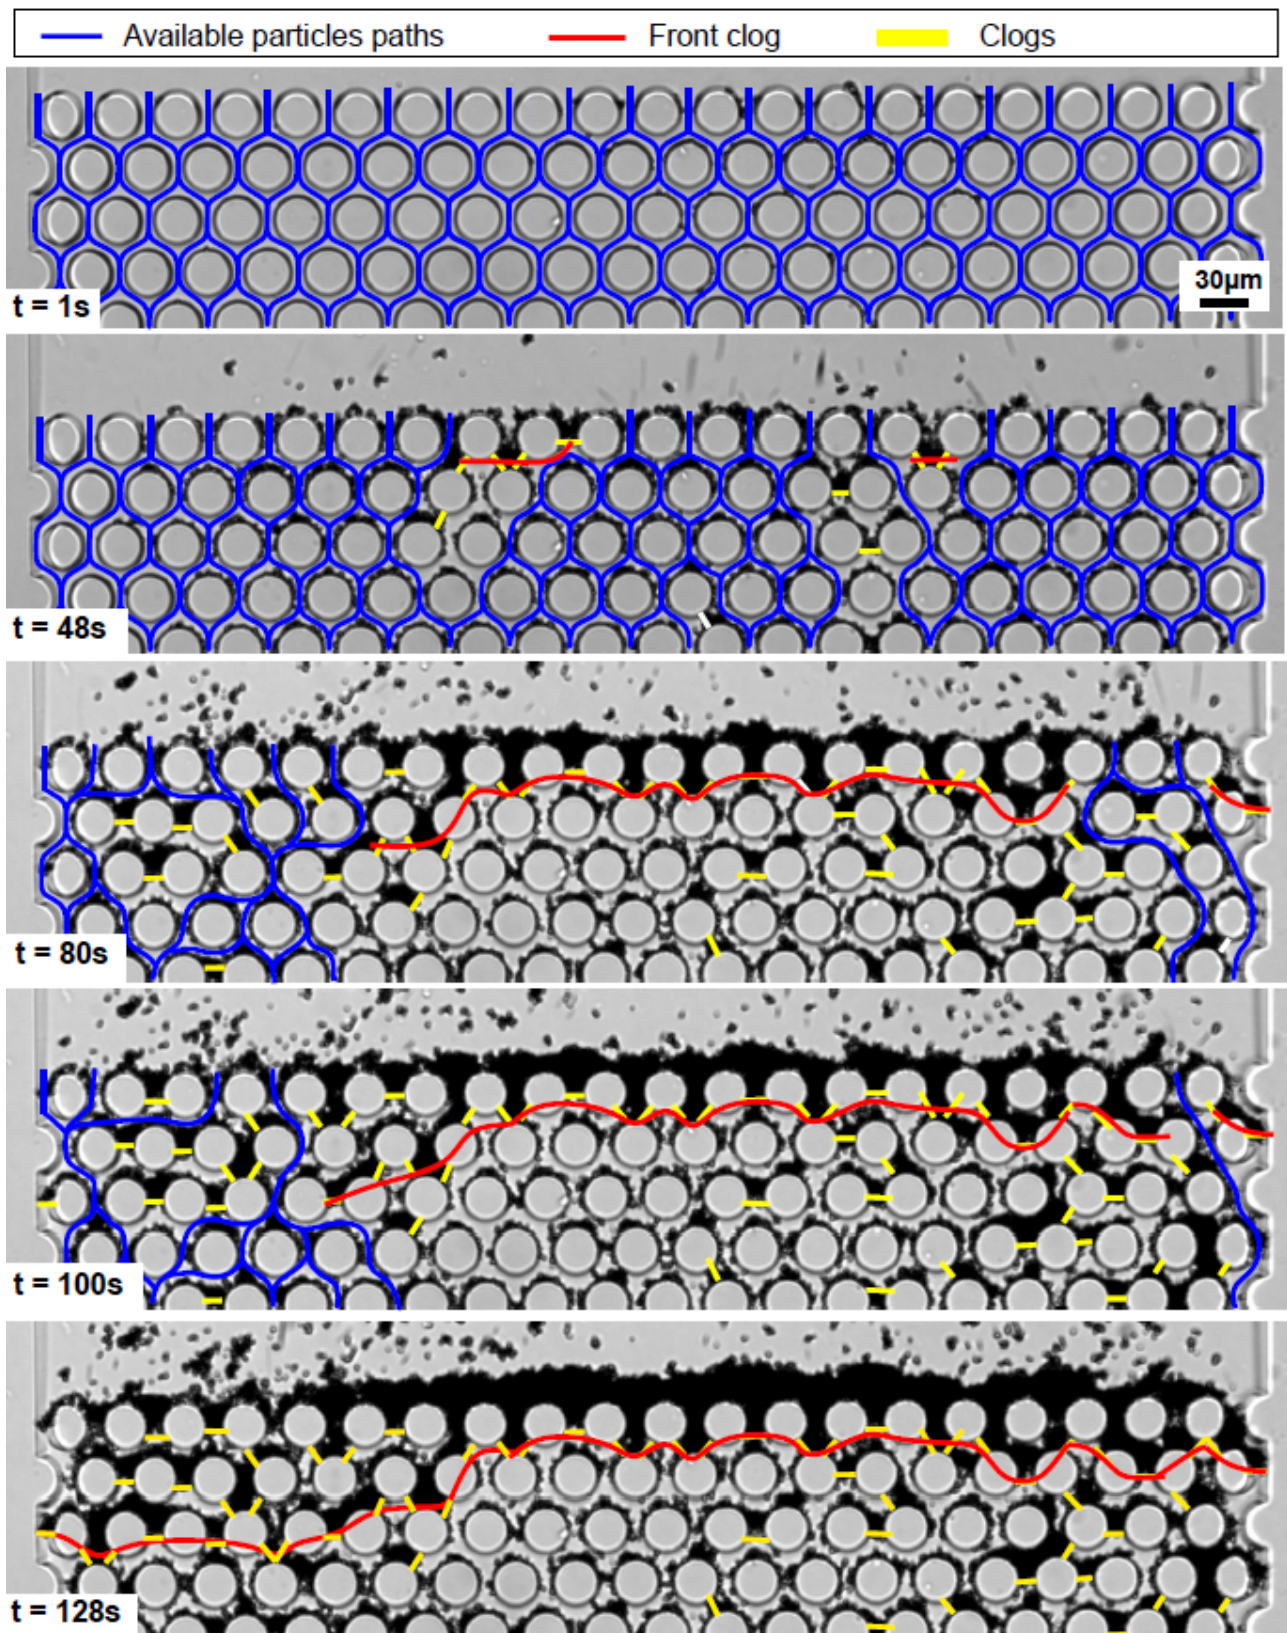 Available particles paths Front clog Clogs
30µm
t = 1s
t = 48s
t = 80s
t = 100s
t = 128s